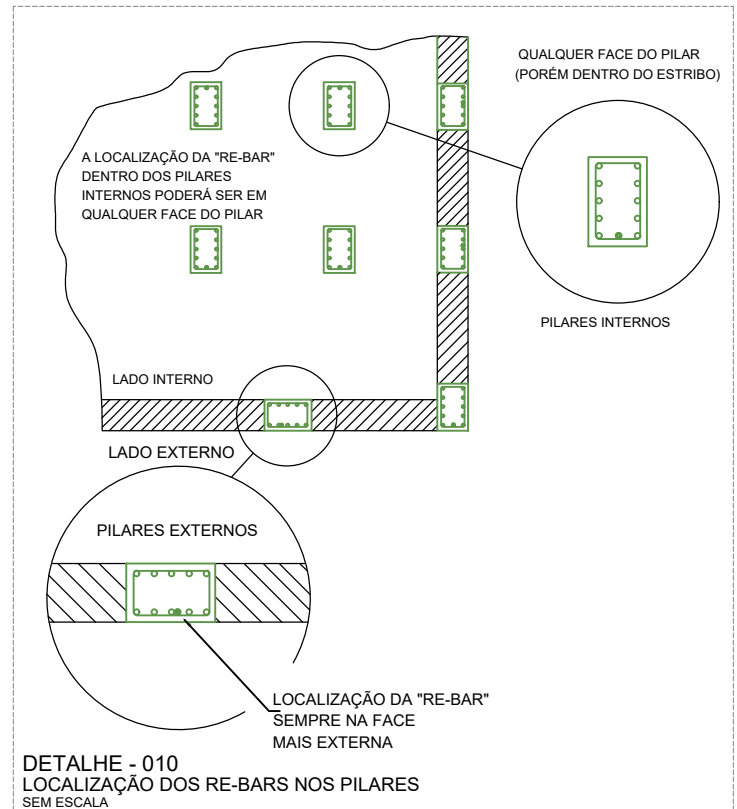 QUALQUER FACE DO PILAR
(PORÉM DENTRO DO ESTRIBO)
A LOCALIZAÇÃO DA "RE-BAR"
DENTRO DOS PILARES
INTERNOS PODERÁ SER EM
QUALQUER FACE DO PILAR
PILARES INTERNOS
LADO INTERNO
LADO EXTERNO
PILARES EXTERNOS
LOCALIZAÇÃO DA "RE-BAR"
SEMPRE NA FACE
MAIS EXTERNA
DETALHE - 010
LOCALIZAÇÃO DOS RE-BARS NOS PILARES
SEM ESCALA